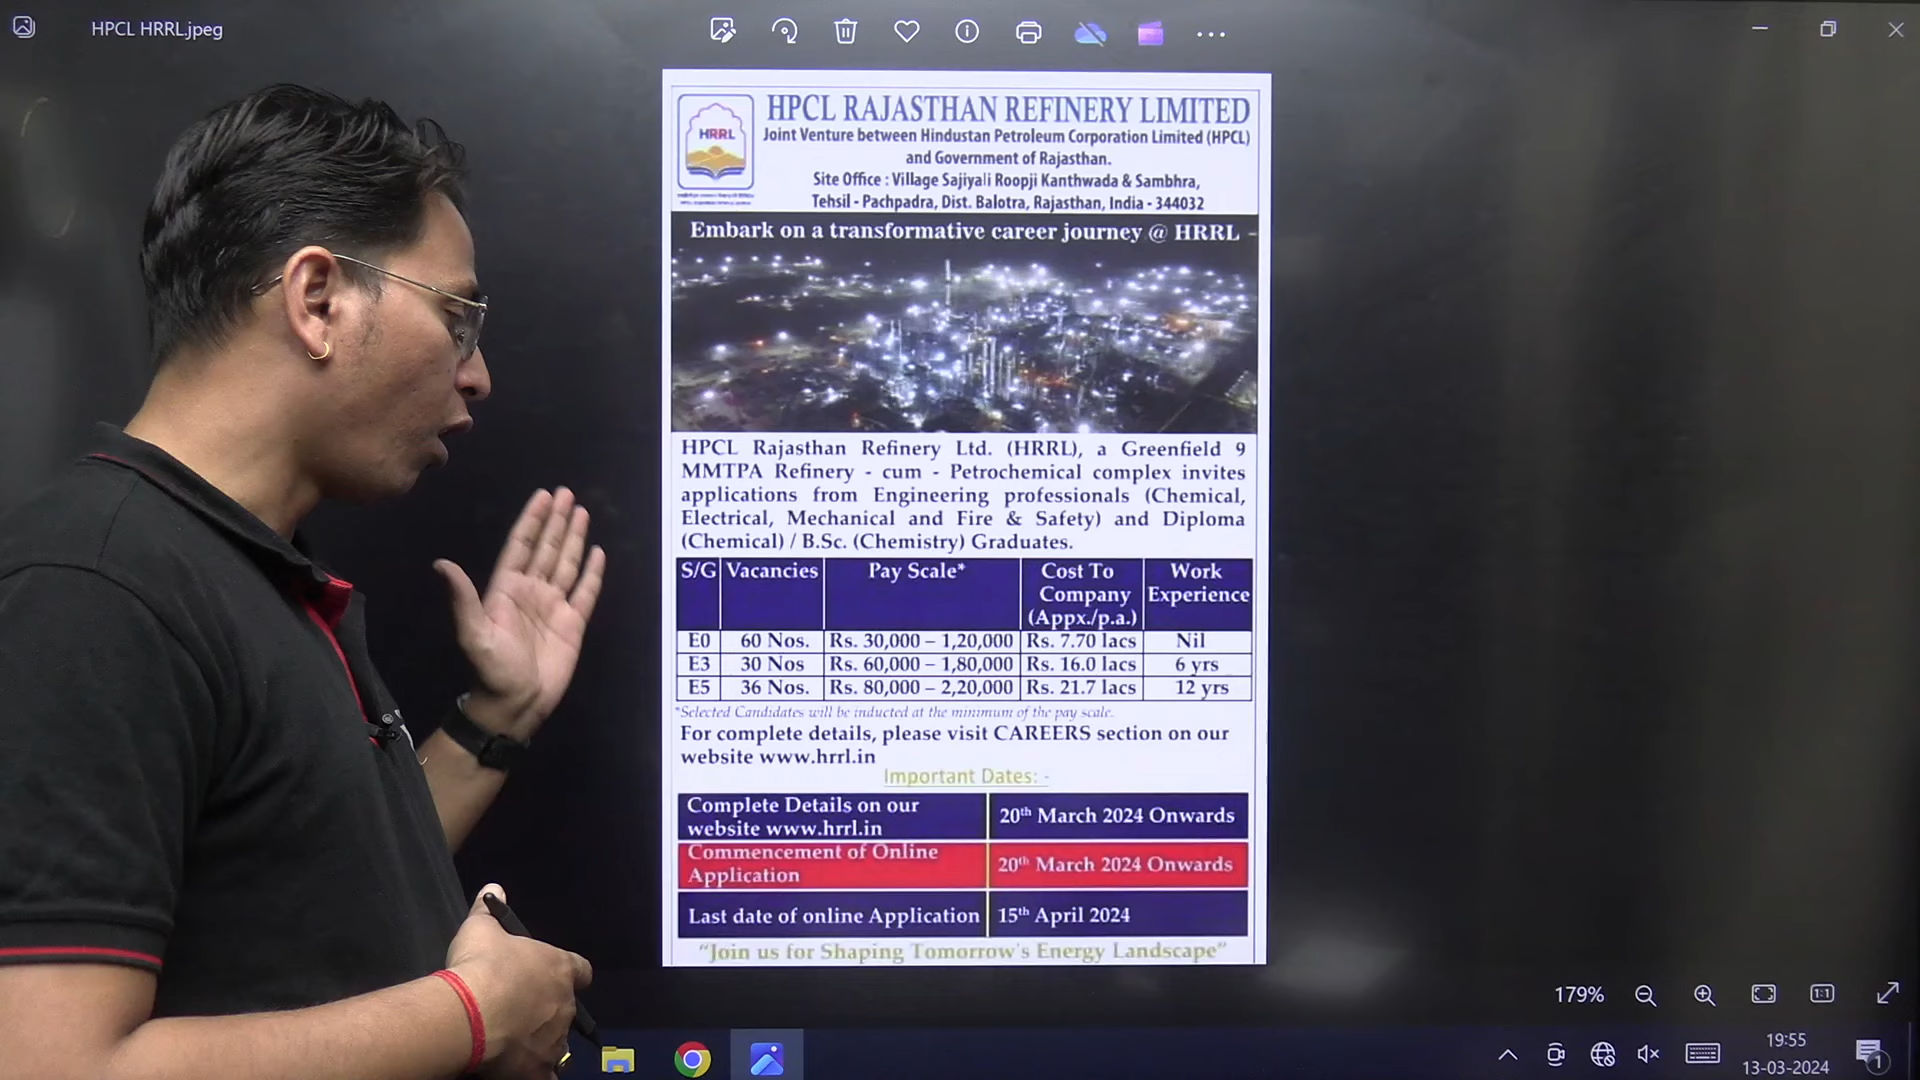 HPCL HRRL.jpeg
HRRL
HPCL RAJASTHAN REFINERY LIMITED
Joint Venture between Hindustan Petroleum Corporation Limited (HPCL)
and Government of Rajasthan.
Site Office : Village Sajiyali Roopji Kanthwada & Sambhra,
Tehsil - Pachpadra, Dist. Balotra, Rajasthan, India - 344032
Embark on a transformative career journey @ HRRL -
HPCL Rajasthan Refinery Ltd. (HRRL), a Greenfield 9
MMTPA Refinery - cum - Petrochemical complex invites
applications from Engineering professionals (Chemical,
Electrical, Mechanical and Fire & Safety) and Diploma
(Chemical) / B.Sc. (Chemistry) Graduates.
S/G Vacancies Pay Scale* Cost To Company (Appx./p.a.) Work Experience
E0 60 Nos. Rs. 30,000 – 1,20,000 Rs. 7.70 lacs Nil
E3 30 Nos Rs. 60,000 – 1,80,000 Rs. 16.0 lacs 6 yrs
E5 36 Nos. Rs. 80,000 – 2,20,000 Rs. 21.7 lacs 12 yrs
*Selected Candidates will be inducted at the minimum of the pay scale.
For complete details, please visit CAREERS section on our
website www.hrrl.in
Important Dates: -
Complete Details on our
website www.hrrl.in
20th March 2024 Onwards
Commencement of Online
Application
20th March 2024 Onwards
Last date of online Application 15th April 2024
"Join us for Shaping Tomorrow's Energy Landscape"
179%
1:1
19:55
13-03-2024
1